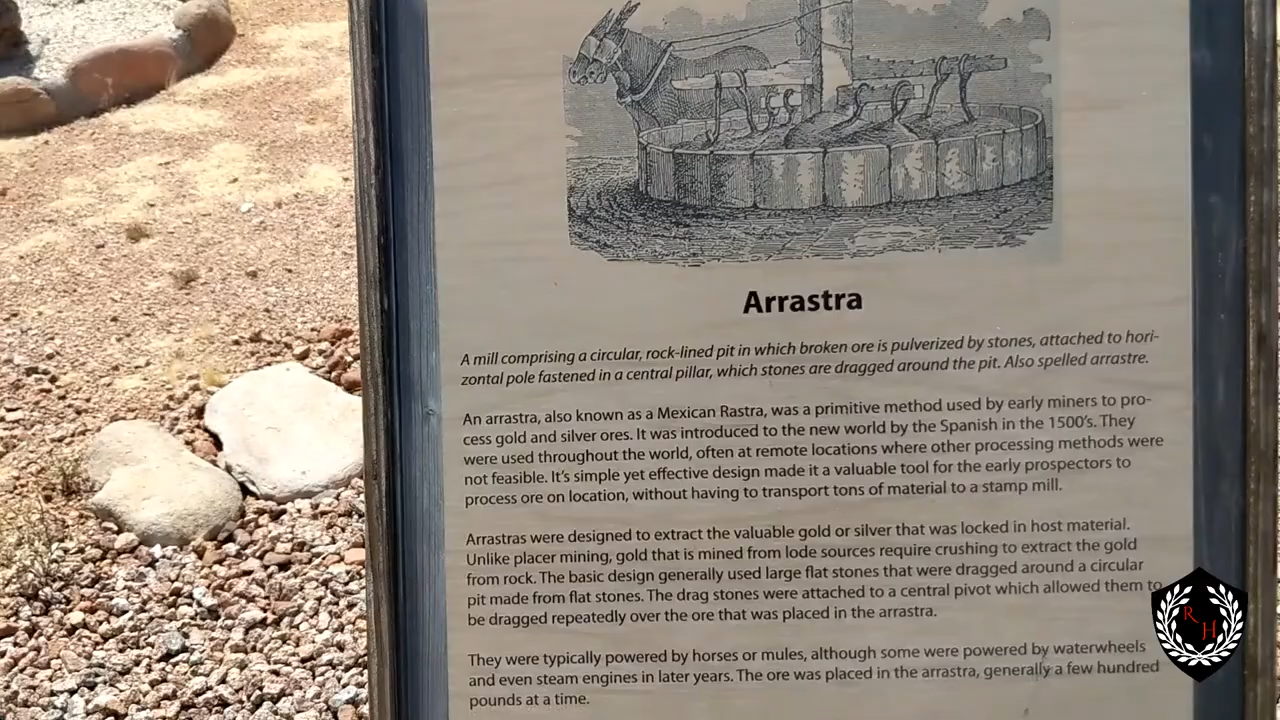 Arrastra
A mill comprising a circular, rock-lined pit in which broken ore is pulverized by stones, attached to hori-
zontal pole fastened in a central pillar, which stones are dragged around the pit. Also spelled arrastre.
An arrastra, also known as a Mexican Rastra, was a primitive method used by early miners to pro-
cess gold and silver ores. It was introduced to the new world by the Spanish in the 1500's. They
were used throughout the world, often at remote locations where other processing methods were
not feasible. It's simple yet effective design made it a valuable tool for the early prospectors to
process ore on location, without having to transport tons of material to a stamp mill.
Arrastras were designed to extract the valuable gold or silver that was locked in host material.
Unlike placer mining, gold that is mined from lode sources require crushing to extract the gold
from rock. The basic design generally used large flat stones that were dragged around a circular
pit made from flat stones. The drag stones were attached to a central pivot which allowed them to
be dragged repeatedly over the ore that was placed in the arrastra.
They were typically powered by horses or mules, although some were powered by waterwheels
and even steam engines in later years. The ore was placed in the arrastra, generally a few hundred
pounds at a time.
R H